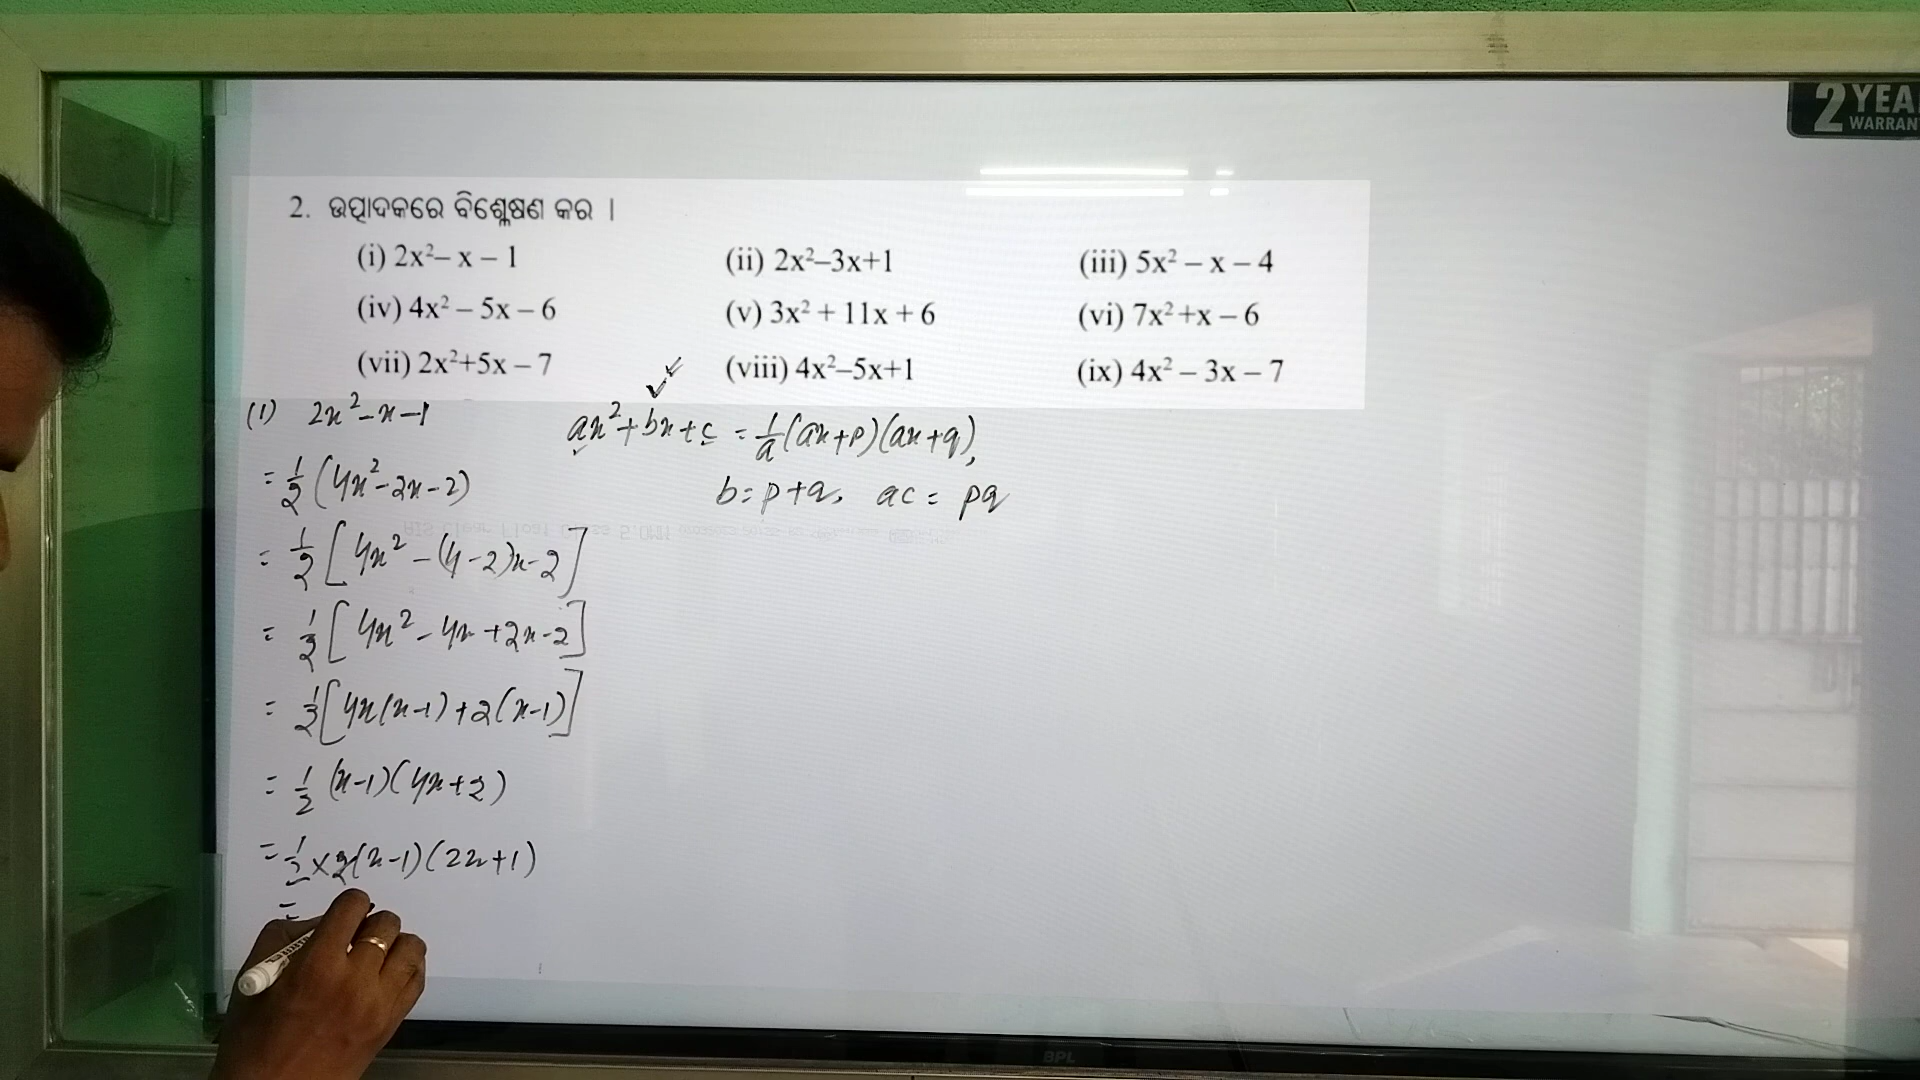 2 YEA
WARRAN
2. ଉତ୍ପାଦକରେ ବିଶ୍ଳେଷଣ କର ।
(i) 2x²– x – 1 (ii) 2x²–3x+1 (iii) 5x² – x – 4
(iv) 4x² – 5x – 6 (v) 3x² + 11x + 6 (vi) 7x²+x – 6
(vii) 2x²+5x – 7 (viii) 4x²–5x+1 (ix) 4x² – 3x – 7
(1) 2x²-x-1
= 1/2 (4x²-2x-2)
= 1/2 [4x² - (4-2)x-2]
= 1/2 [4x² - 4x +2x-2]
= 1/2 [4x(x-1)+2(x-1)]
= 1/2 (x-1)(4x+2)
= 1/2 ×2(x-1)(2x+1)
=
ax²+bx+c = 1/a (ax+p)(ax+q),
b=p+q, ac = pq
BPL